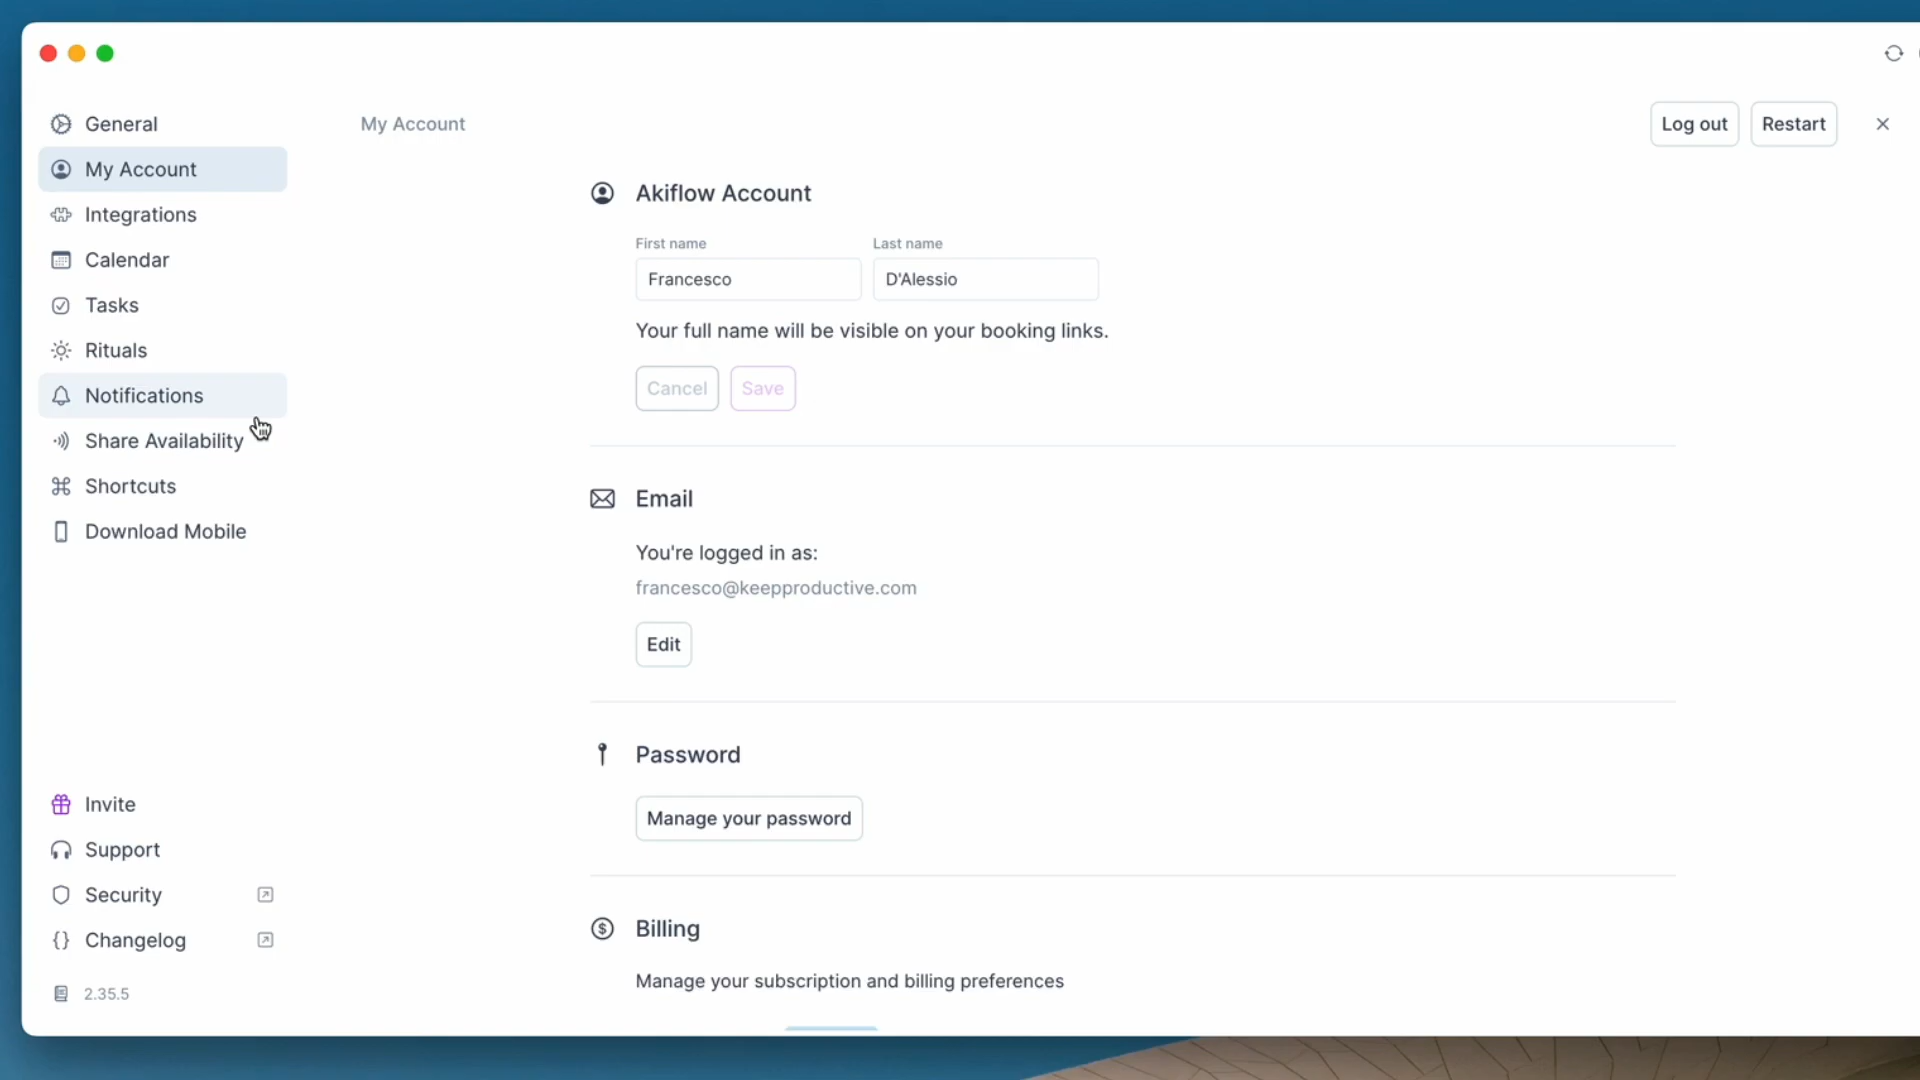 General
My Account
Integrations
Calendar
Tasks
Rituals
Notifications
Share Availability
Shortcuts
Download Mobile
Invite
Support
Security
Changelog
2.35.5
My Account
Log out
Restart
Akiflow Account
First name
Last name
Francesco
D'Alessio
Your full name will be visible on your booking links.
Cancel
Save
Email
You're logged in as:
francesco@keepproductive.com
Edit
Password
Manage your password
Billing
Manage your subscription and billing preferences